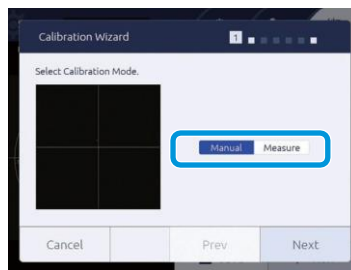 Calibration Wizard 1
Select Calibration Mode.
Manual Measure
Cancel Prev Next